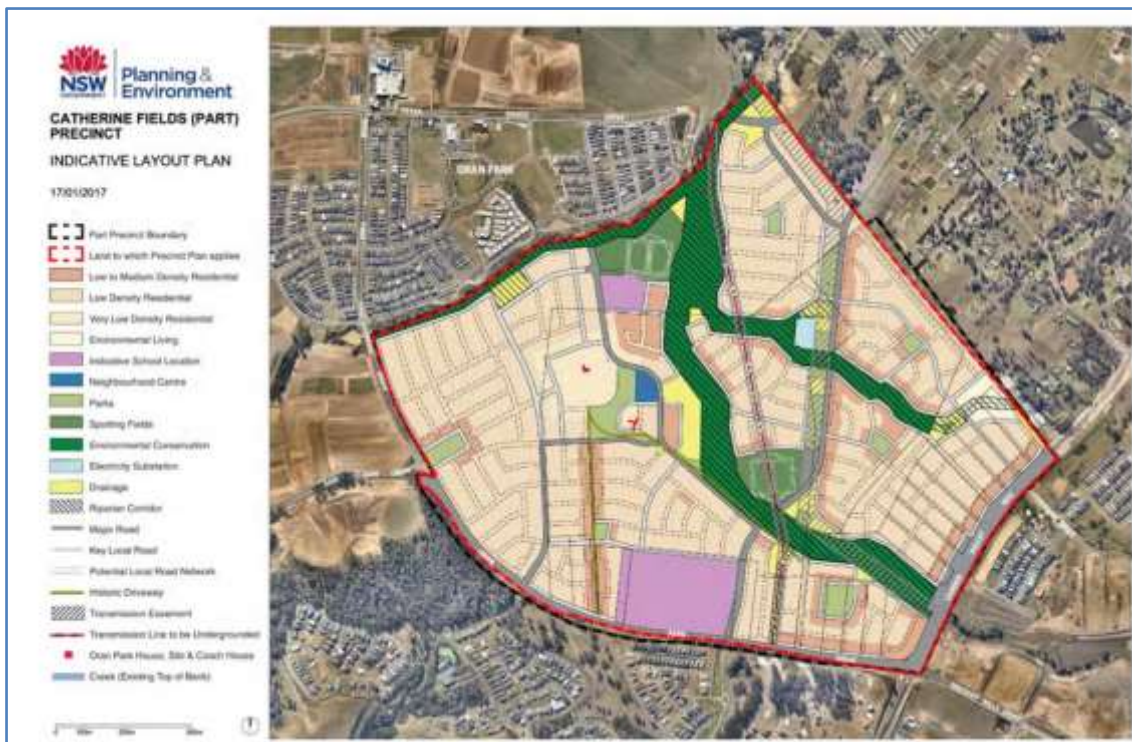 NSW
GOVERNMENT
Planning &
Environment
CATHERINE FIELDS (PART)
PRECINCT
INDICATIVE LAYOUT PLAN
17/01/2017
Part Precinct Boundary
Land to which Precinct Plan applies
Low to Medium Density Residential
Low Density Residential
Very Low Density Residential
Environmental Living
Indicative School Location
Neighbourhood Centre
Parks
Sporting Fields
Environmental Conservation
Electricity Substation
Drainage
Riparian Corridor
Major Road
Key Local Road
Potential Local Road Network
Historic Driveway
Transmission Easement
Transmission Line to be Undergrounded
Oran Park House, Silo & Coach House
Creek (Existing Top of Bank)
ORAN PARK